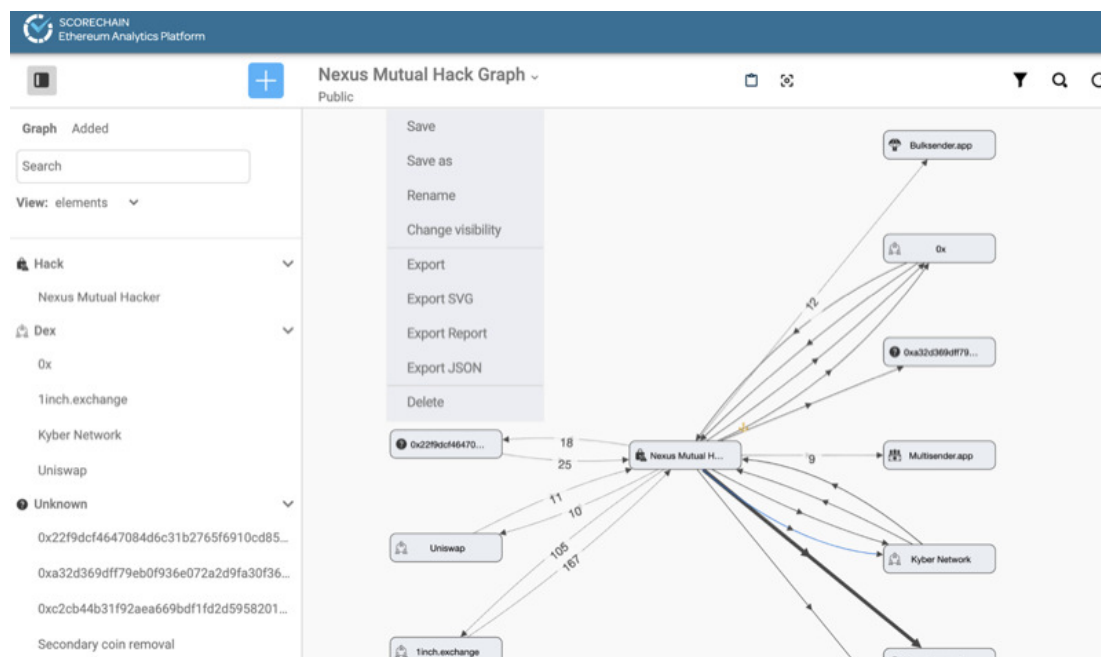 SCORECHAIN
Ethereum Analytics Platform
Nexus Mutual Hack Graph
Public
Graph Added
Search
View: elements
Hack
Nexus Mutual Hacker
Dex
0x
1inch.exchange
Kyber Network
Uniswap
Unknown
0x22f9dcf4647084d6c31b2765f6910cd85...
0xa32d369dff79eb0f936e072a2d9fa30f36...
0xc2cb44b31f92aea669bdf1fd2d5958201...
Secondary coin removal
Save
Save as
Rename
Change visibility
Export
Export SVG
Export Report
Export JSON
Delete
Bulksender.app
0x
12
0xa32d369dff79...
0x22f9dcf46470...
18
25
Nexus Mutual H...
9
Multisender.app
11
10
Uniswap
105
167
Kyber Network
1inch.exchange